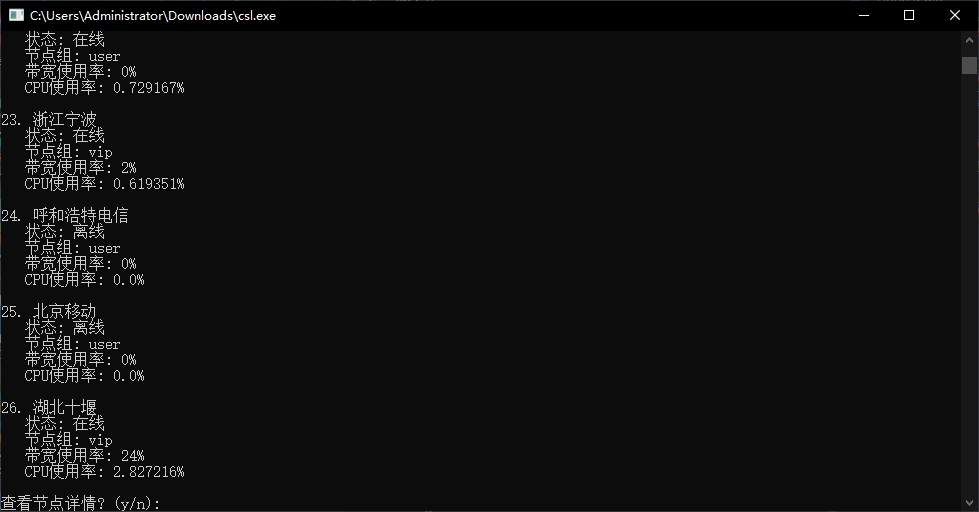 C:\Users\Administrator\Downloads\csl.exe
状态: 在线
节点组: user
带宽使用率: 0%
CPU使用率: 0.729167%
23. 浙江宁波
状态: 在线
节点组: vip
带宽使用率: 2%
CPU使用率: 0.619351%
24. 呼和浩特电信
状态: 离线
节点组: user
带宽使用率: 0%
CPU使用率: 0.0%
25. 北京移动
状态: 离线
节点组: user
带宽使用率: 0%
CPU使用率: 0.0%
26. 湖北十堰
状态: 在线
节点组: vip
带宽使用率: 24%
CPU使用率: 2.827216%
查看节点详情? (y/n):